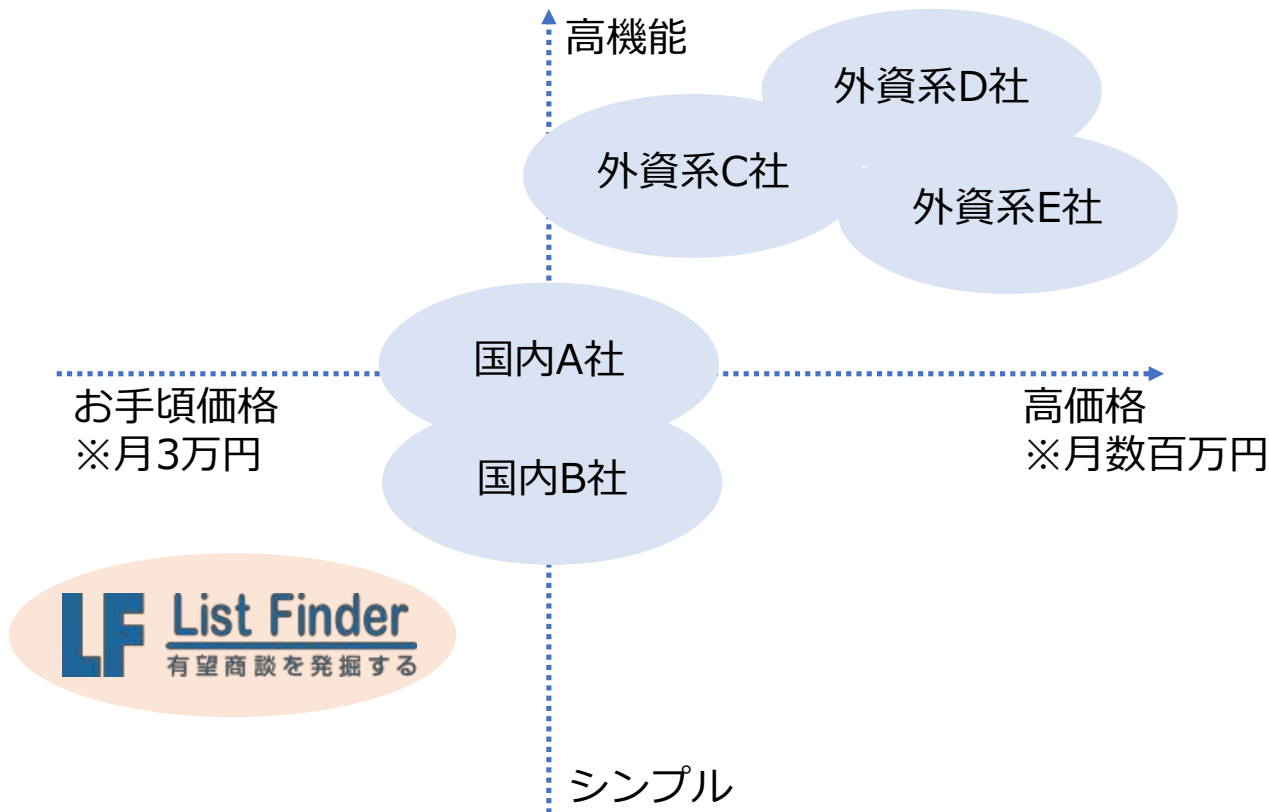 高機能
外資系D社
外資系C社
外資系E社
国内A社
お手頃価格
※月3万円
高価格
※月数百万円
国内B社
LF List Finder
有望商談を発掘する
シンプル